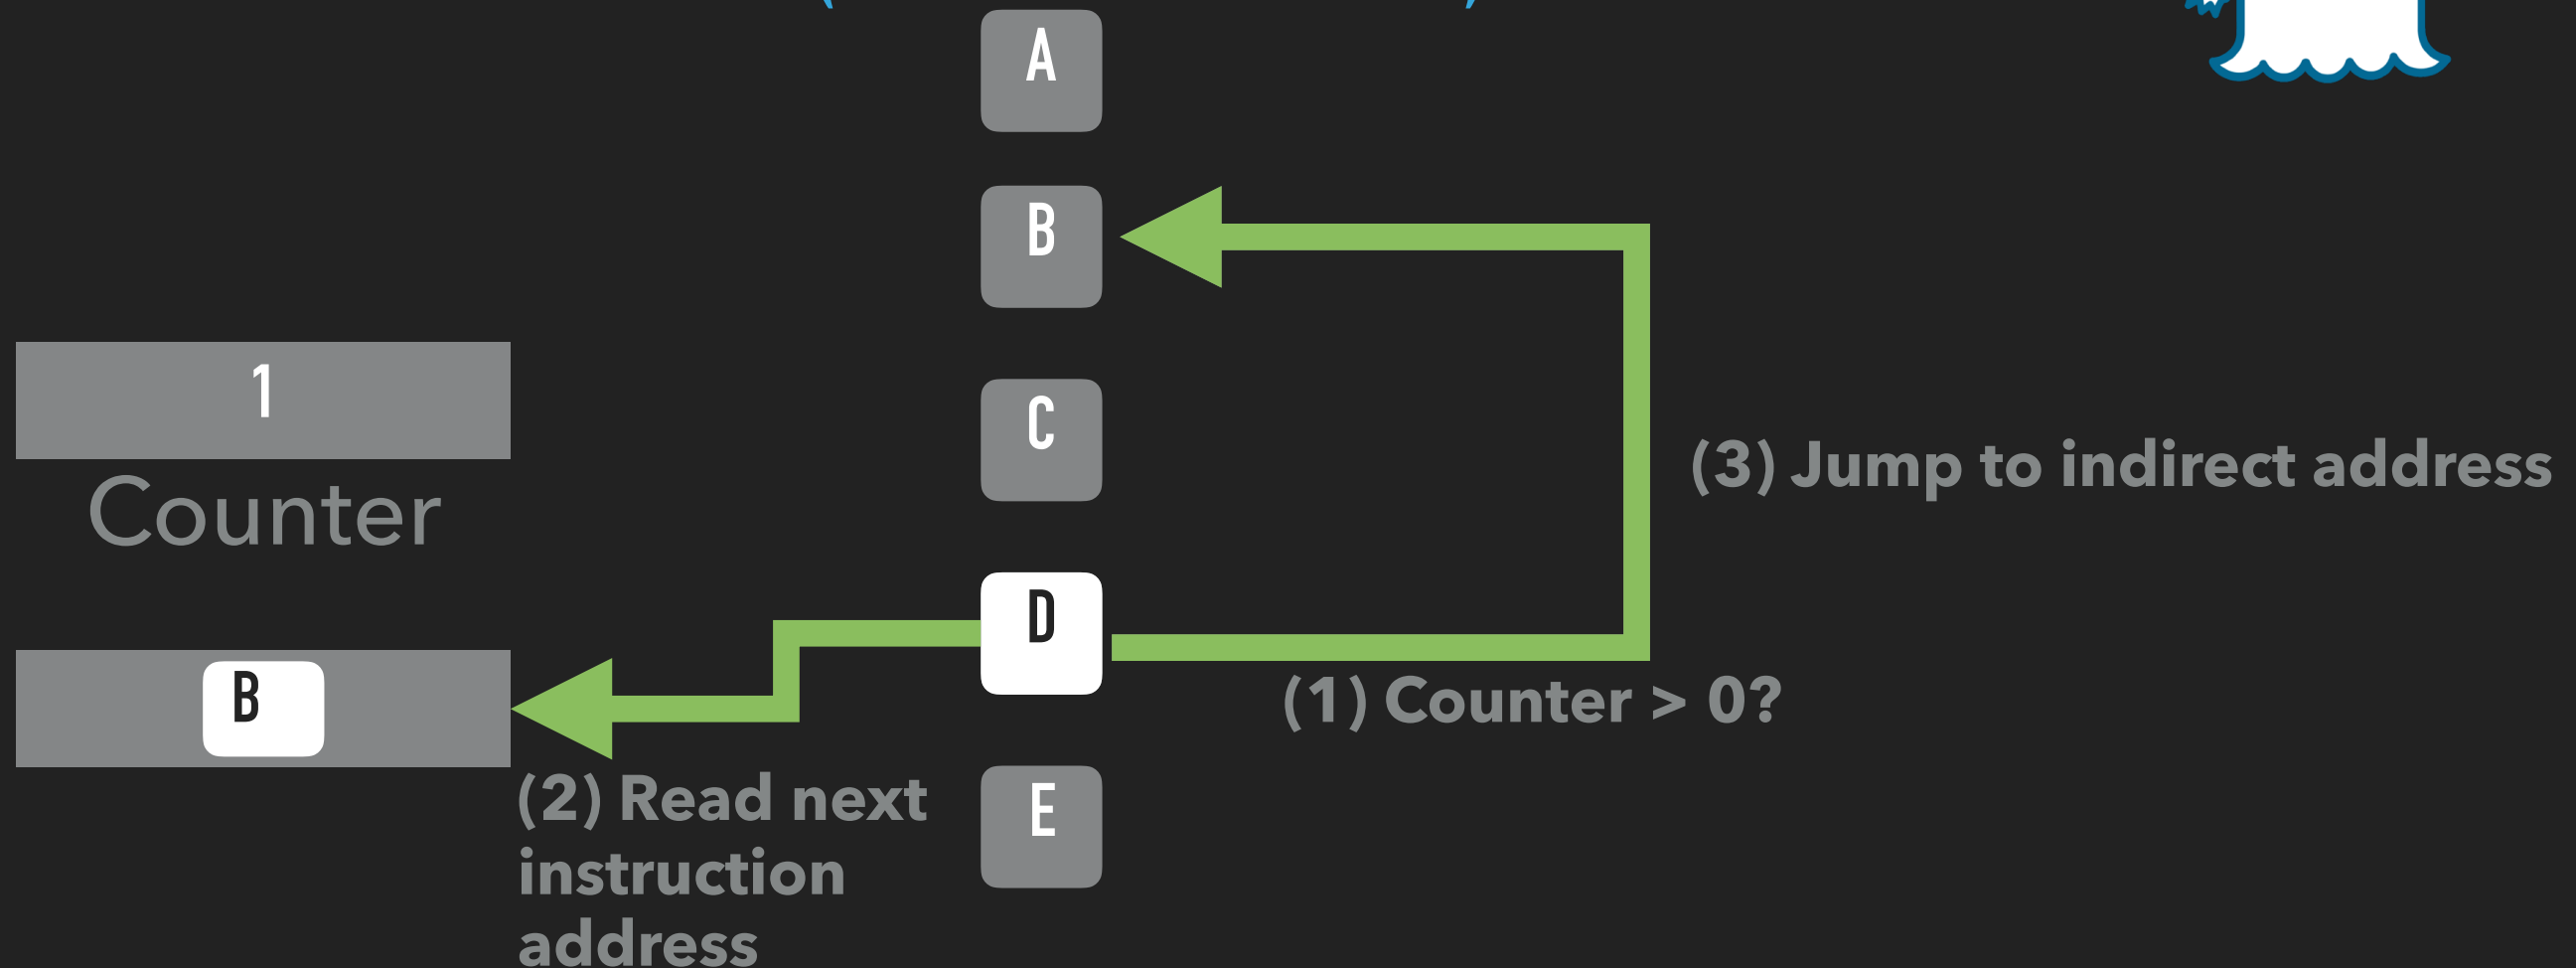 A
B
1
C
Counter
(3) Jump to indirect address
D
B
(1) Counter > 0?
(2) Read next
instruction
address
E